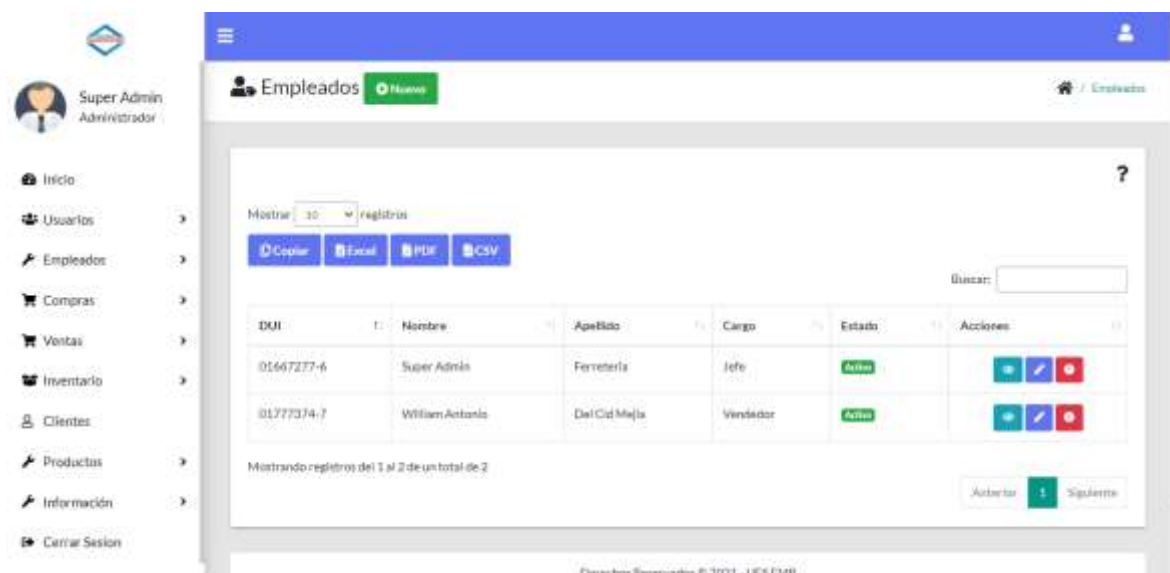 Super Admin
Administrador
Inicio
Usuarios
Empleados
Compras
Ventas
Inventario
Clientes
Productos
Información
Cerrar Sesion
Empleados Nuevo
/ Empleados
?
Mostrar 10 registros
Copiar Excel PDF CSV
Buscar:
DUI Nombre Apellido Cargo Estado Acciones
01667277-6 Super Admin Ferretería Jefe Activo
01777374-7 William Antonio Del Cid Mejía Vendedor Activo
Mostrando registros del 1 al 2 de un total de 2
Anterior 1 Siguiente